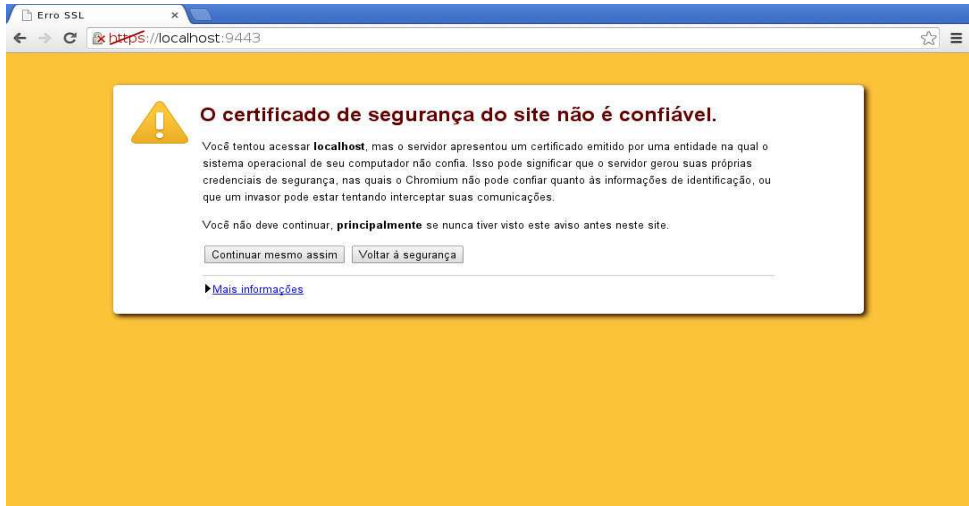 Erro SSL
https://localhost:9443
O certificado de segurança do site não é confiável.
Você tentou acessar localhost, mas o servidor apresentou um certificado emitido por uma entidade na qual o
sistema operacional de seu computador não confia. Isso pode significar que o servidor gerou suas próprias
credenciais de segurança, nas quais o Chromium não pode confiar quanto às informações de identificação, ou
que um invasor pode estar tentando interceptar suas comunicações.
Você não deve continuar, principalmente se nunca tiver visto este aviso antes neste site.
Continuar mesmo assim Voltar à segurança
Mais informações